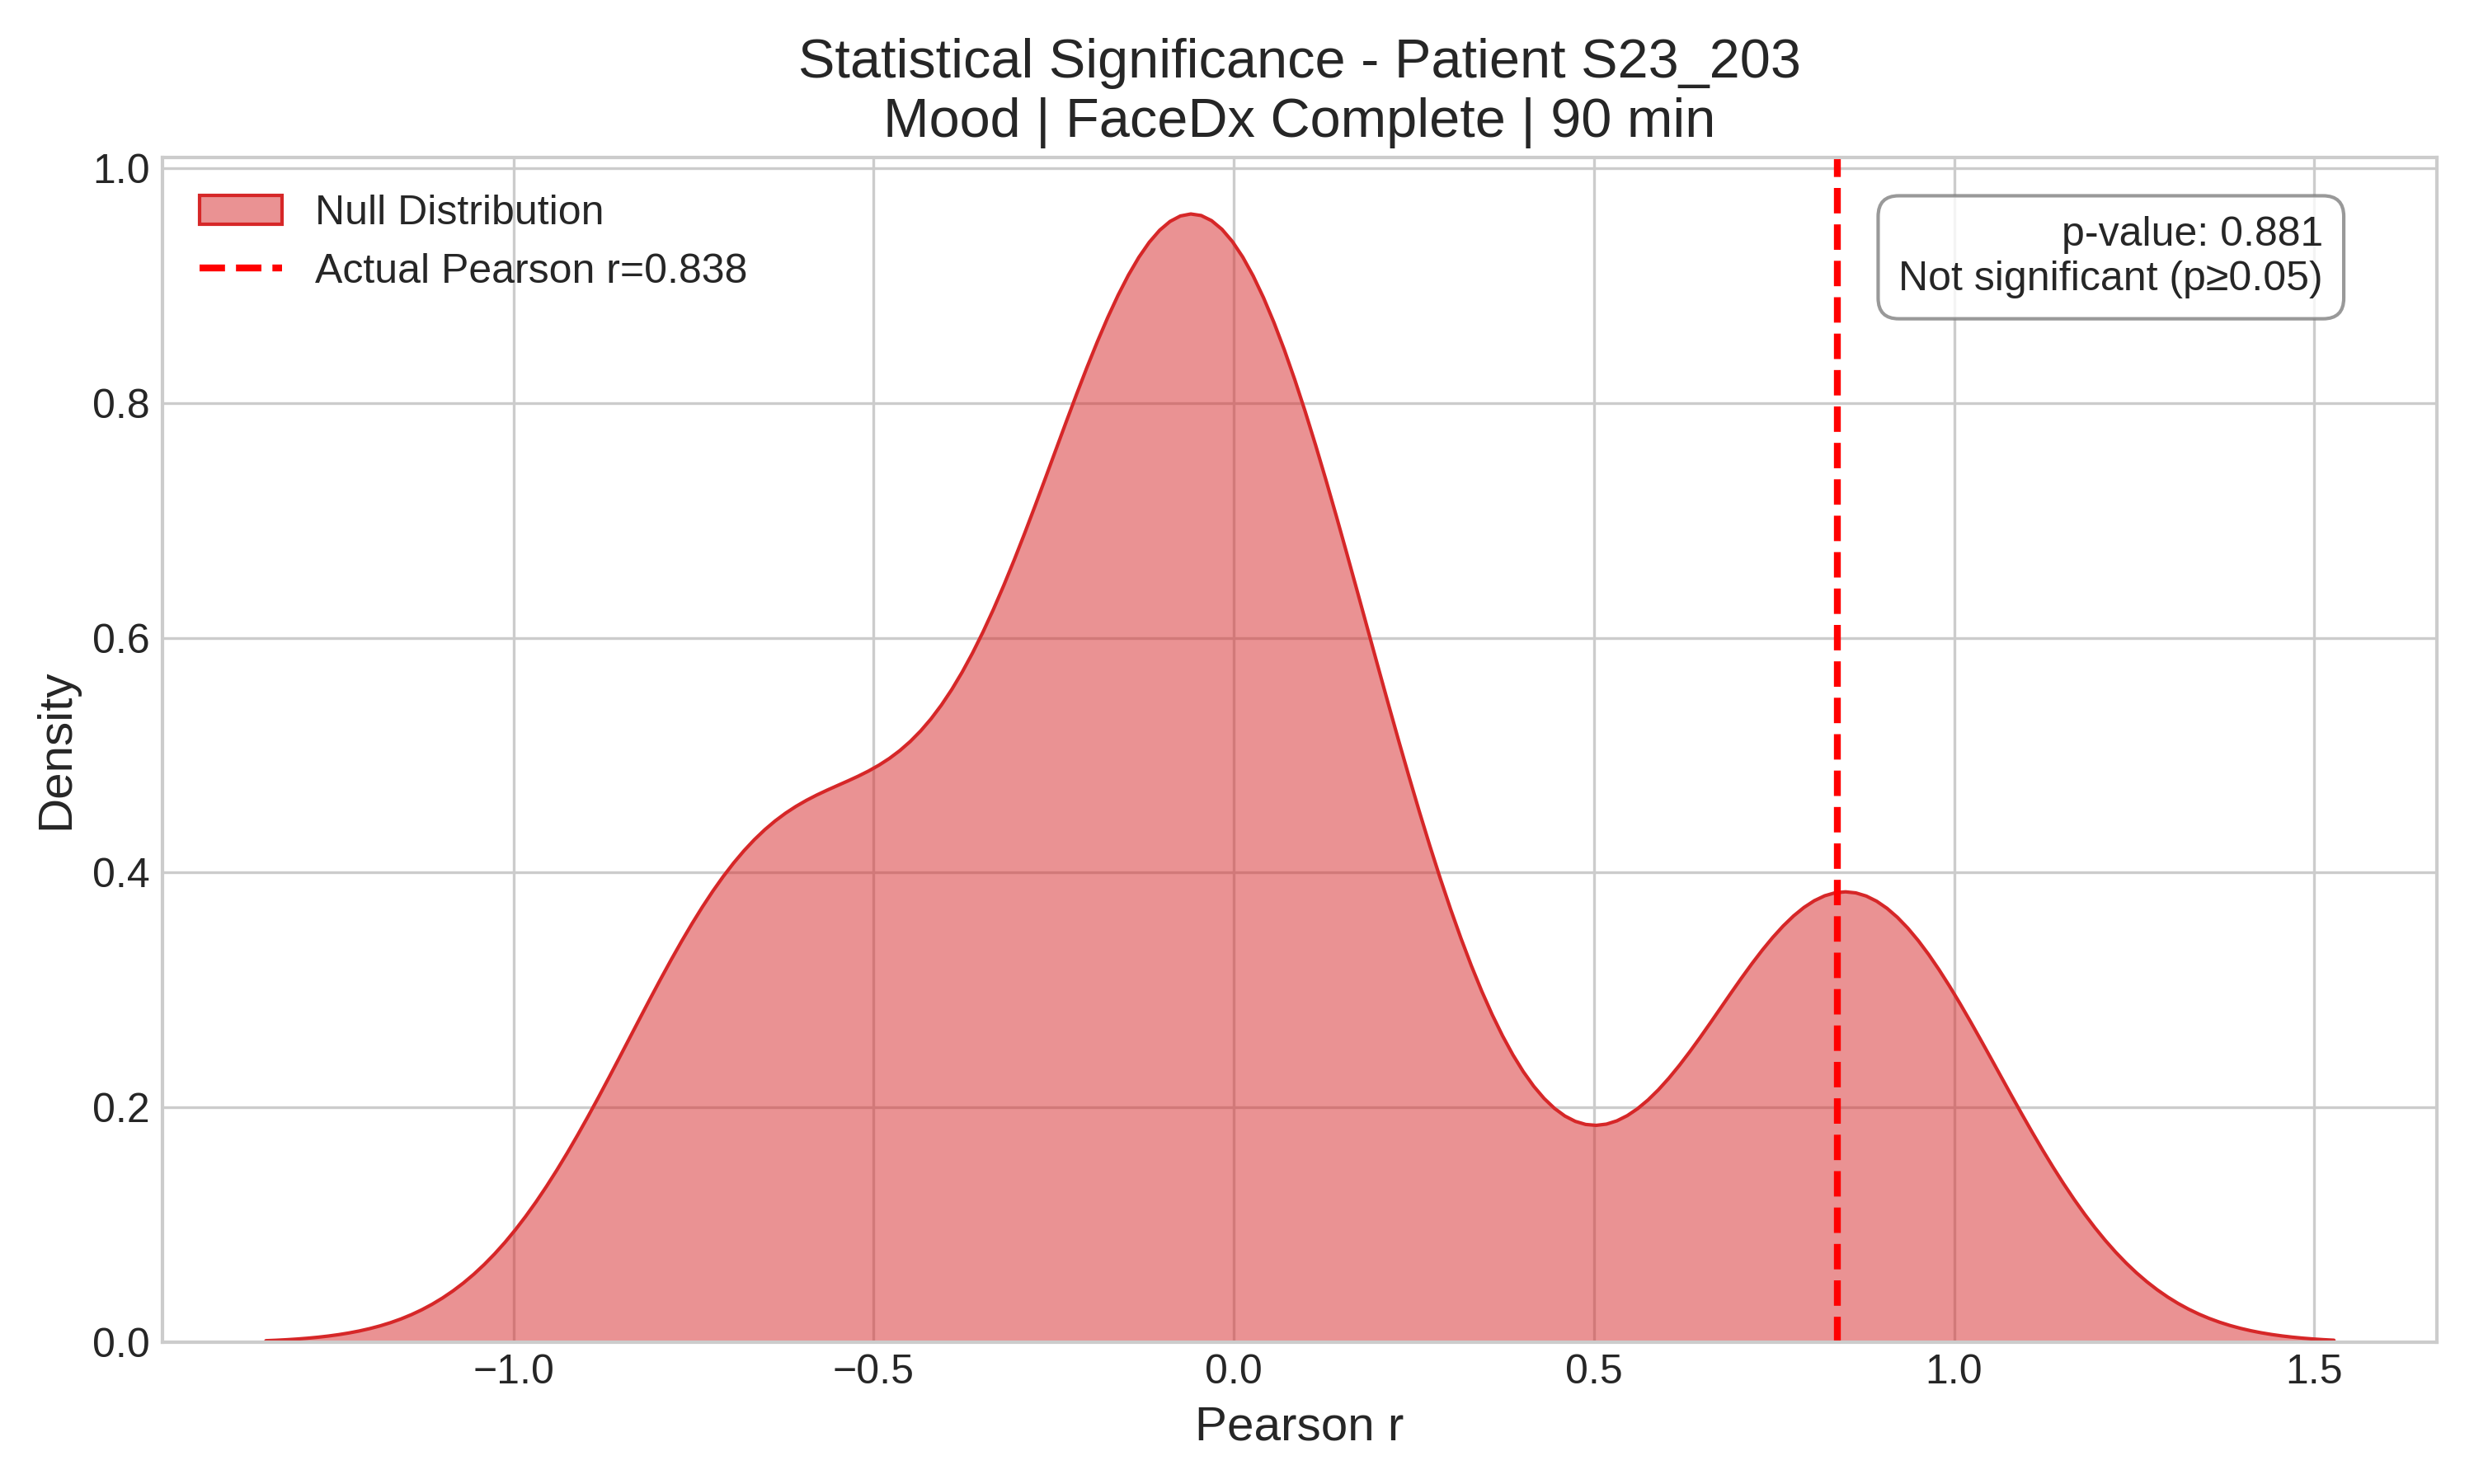 Statistical Significance - Patient S23_203
Mood | FaceDx Complete | 90 min
Null Distribution
Actual Pearson r=0.838
p-value: 0.881
Not significant (p≥0.05)
1.0
0.8
0.6
0.4
0.2
0.0
Density
−1.0
−0.5
0.0
0.5
1.0
1.5
Pearson r